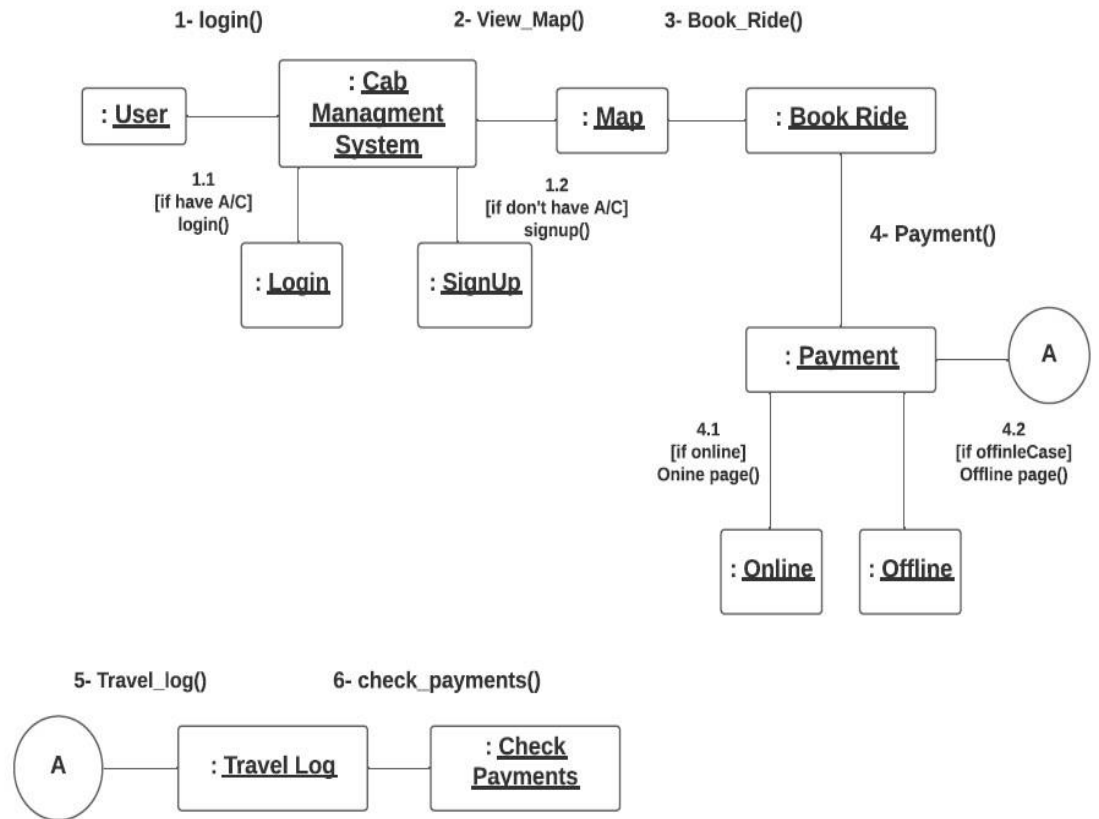 1- login()
2- View_Map()
3- Book_Ride()
: Cab
Managment
System
: User
: Map
: Book Ride
1.1
[if have A/C]
login()
1.2
[if don't have A/C]
signup()
4- Payment()
: Login
: SignUp
: Payment
A
4.1
[if online]
Onine page()
4.2
[if offinleCase]
Offline page()
: Online
: Offline
5- Travel_log()
6- check_payments()
A
: Travel Log
: Check
Payments